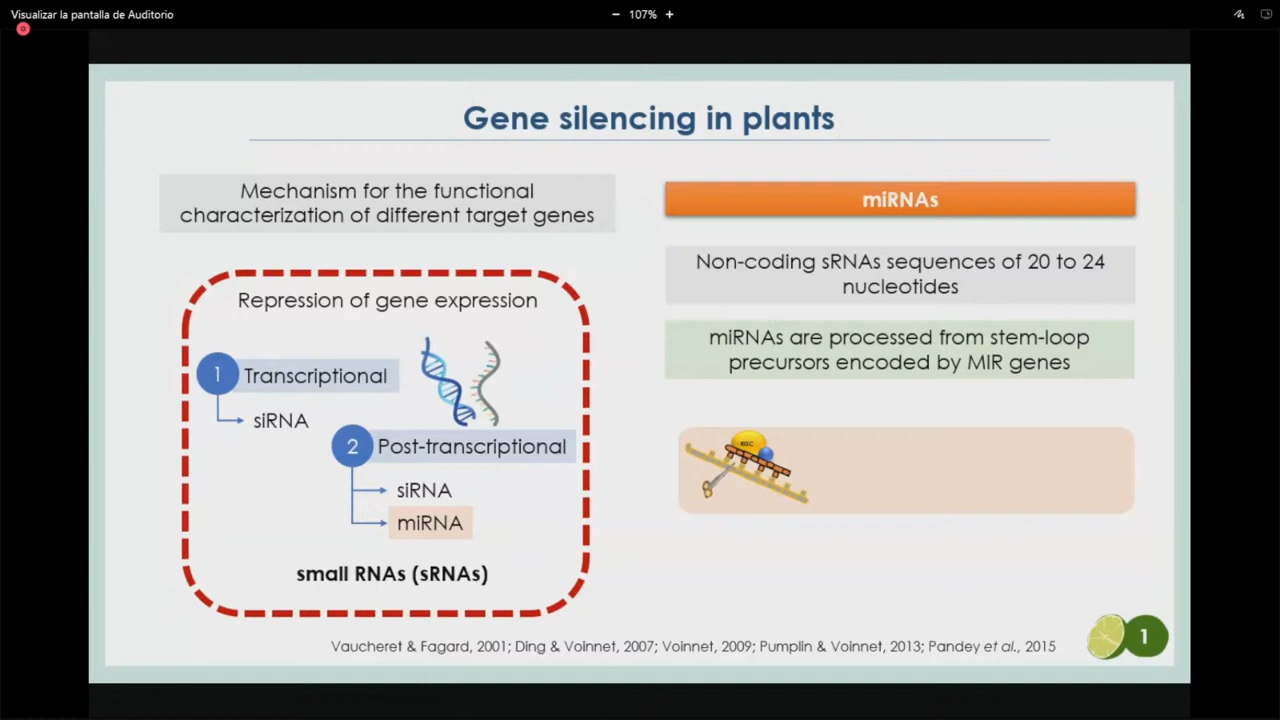 Visualizar la pantalla de Auditorio
107%
Gene silencing in plants
Mechanism for the functional
characterization of different target genes
Repression of gene expression
1 Transcriptional
siRNA
2 Post-transcriptional
siRNA
miRNA
small RNAs (sRNAs)
miRNAs
Non-coding sRNAs sequences of 20 to 24
nucleotides
miRNAs are processed from stem-loop
precursors encoded by MIR genes
RISC
Vaucheret & Fagard, 2001; Ding & Voinnet, 2007; Voinnet, 2009; Pumplin & Voinnet, 2013; Pandey et al., 2015
1